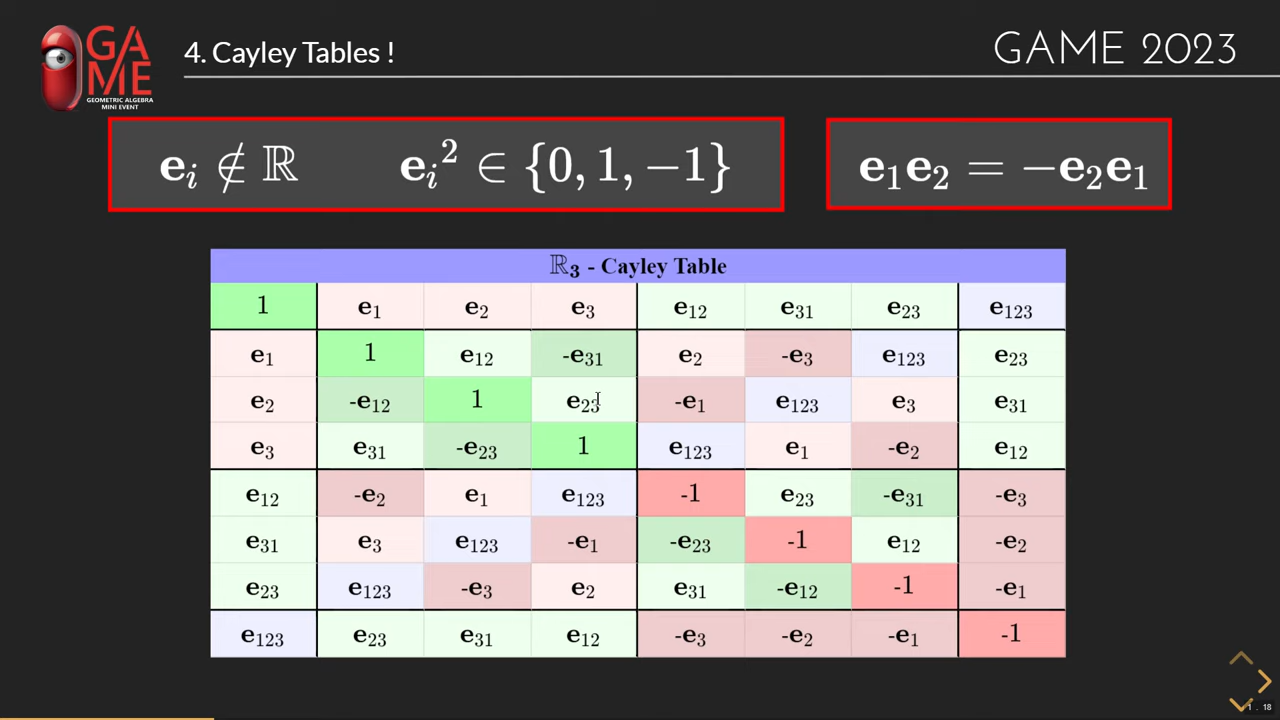 GA
ME
GEOMETRIC ALGEBRA
MINI EVENT
4. Cayley Tables !
GAME 2023
𝐞ᵢ ∉ ℝ 𝐞ᵢ² ∈ {0, 1, −1}
𝐞₁𝐞₂ = −𝐞₂𝐞₁
ℝ₃ - Cayley Table
1 e₁ e₂ e₃ e₁₂ e₃₁ e₂₃ e₁₂₃
e₁ 1 e₁₂ -e₃₁ e₂ -e₃ e₁₂₃ e₂₃
e₂ -e₁₂ 1 e₂₃ -e₁ e₁₂₃ e₃ e₃₁
e₃ e₃₁ -e₂₃ 1 e₁₂₃ e₁ -e₂ e₁₂
e₁₂ -e₂ e₁ e₁₂₃ -1 e₂₃ -e₃₁ -e₃
e₃₁ e₃ e₁₂₃ -e₁ -e₂₃ -1 e₁₂ -e₂
e₂₃ e₁₂₃ -e₃ e₂ e₃₁ -e₁₂ -1 -e₁
e₁₂₃ e₂₃ e₃₁ e₁₂ -e₃ -e₂ -e₁ -1
1 . 18